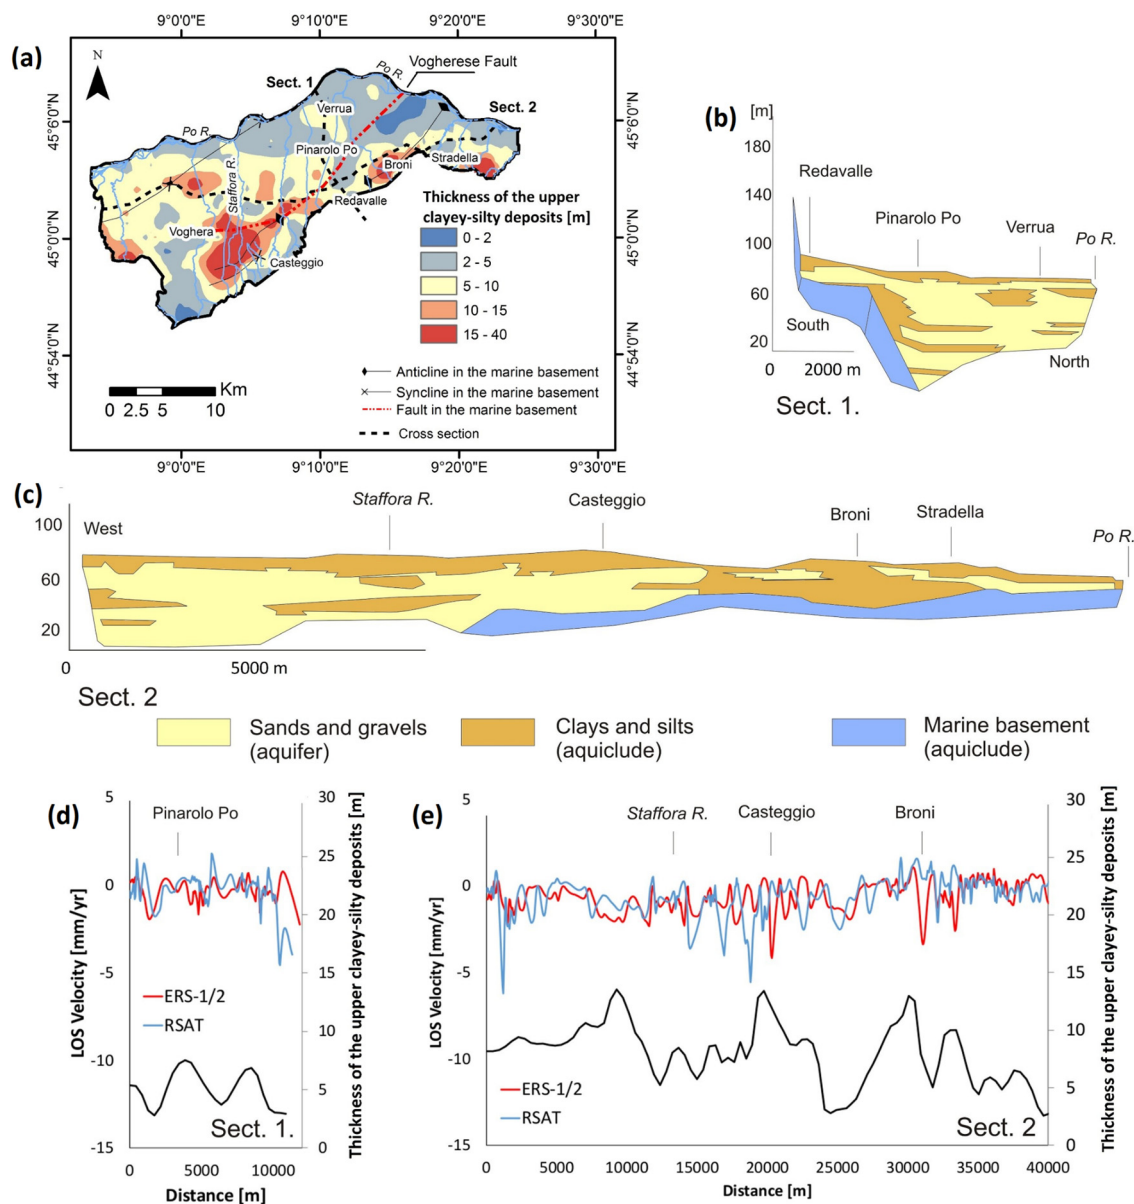 (a)
9°0'0"E
9°10'0"E
9°20'0"E
9°30'0"E
N
Po R.
Vogherese Fault
Sect. 1
Sect. 2
Verrua
Po R.
Pinarolo Po
Broni
Stradella
Staffora R.
Redavalle
Voghera
Casteggio
45°6'0"N
45°0'0"N
44°54'0"N
45°6'0"N
45°0'0"N
44°54'0"N
Thickness of the upper
clayey-silty deposits [m]
0 - 2
2 - 5
5 - 10
10 - 15
15 - 40
Anticline in the marine basement
Syncline in the marine basement
Fault in the marine basement
Cross section
Km
0 2.5 5 10
9°0'0"E
9°10'0"E
9°20'0"E
9°30'0"E
(b)
[m]
180
140
100
60
20
Redavalle
Pinarolo Po
Verrua
Po R.
South
North
0 2000 m
Sect. 1.
(c)
100
60
20
West
Staffora R.
Casteggio
Broni
Stradella
Po R.
0 5000 m
Sect. 2
Sands and gravels
(aquifer)
Clays and silts
(aquiclude)
Marine basement
(aquiclude)
(d)
Pinarolo Po
LOS Velocity [mm/yr]
5
0
-5
-10
-15
ERS-1/2
RSAT
Sect. 1.
30
25
20
15
10
5
0
Thickness of the upper clayey-silty deposits [m]
0 5000 10000
Distance [m]
(e)
Staffora R.
Casteggio
Broni
LOS Velocity [mm/yr]
5
0
-5
-10
-15
ERS-1/2
RSAT
Sect. 2
30
25
20
15
10
5
0
Thickness of the upper clayey-silty deposits [m]
0 5000 10000 15000 20000 25000 30000 35000 40000
Distance [m]